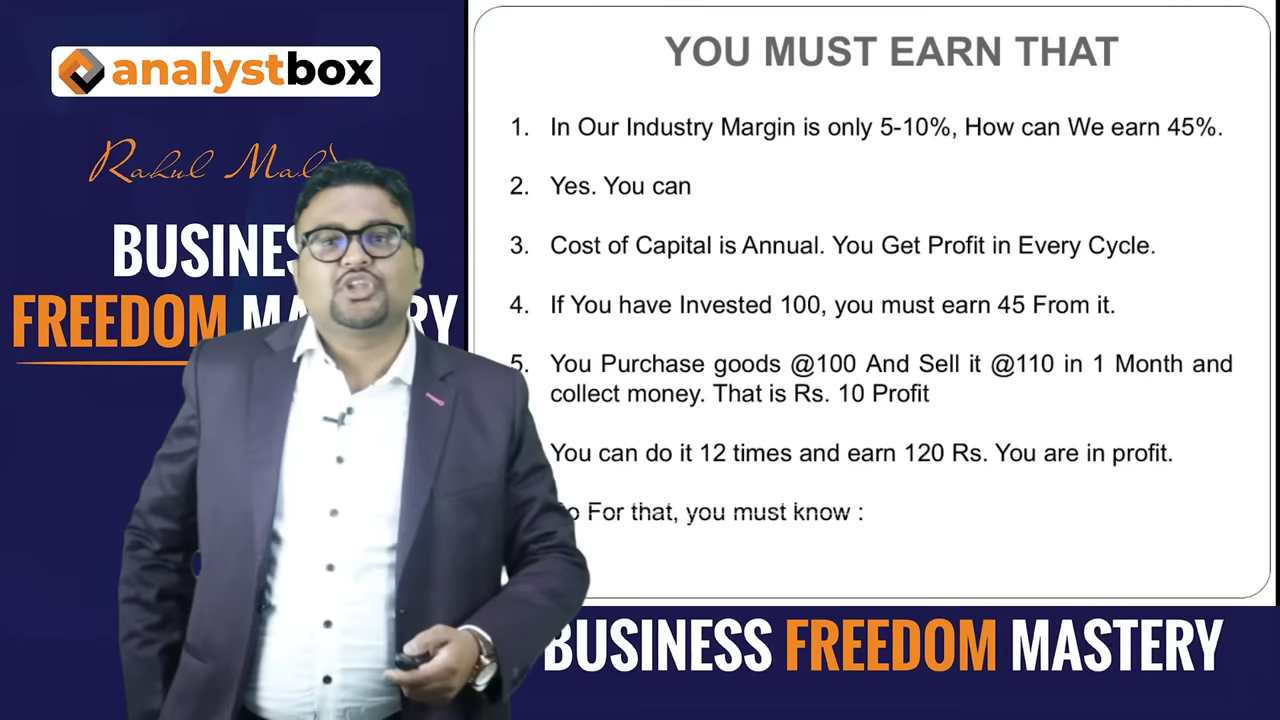 analystbox
Rahul
BUSINESS
FREEDOM MASTERY
YOU MUST EARN THAT
1. In Our Industry Margin is only 5-10%, How can We earn 45%.
2. Yes. You can
3. Cost of Capital is Annual. You Get Profit in Every Cycle.
4. If You have Invested 100, you must earn 45 From it.
5. You Purchase goods @100 And Sell it @110 in 1 Month and
collect money. That is Rs. 10 Profit
You can do it 12 times and earn 120 Rs. You are in profit.
So For that, you must know :
BUSINESS FREEDOM MASTERY